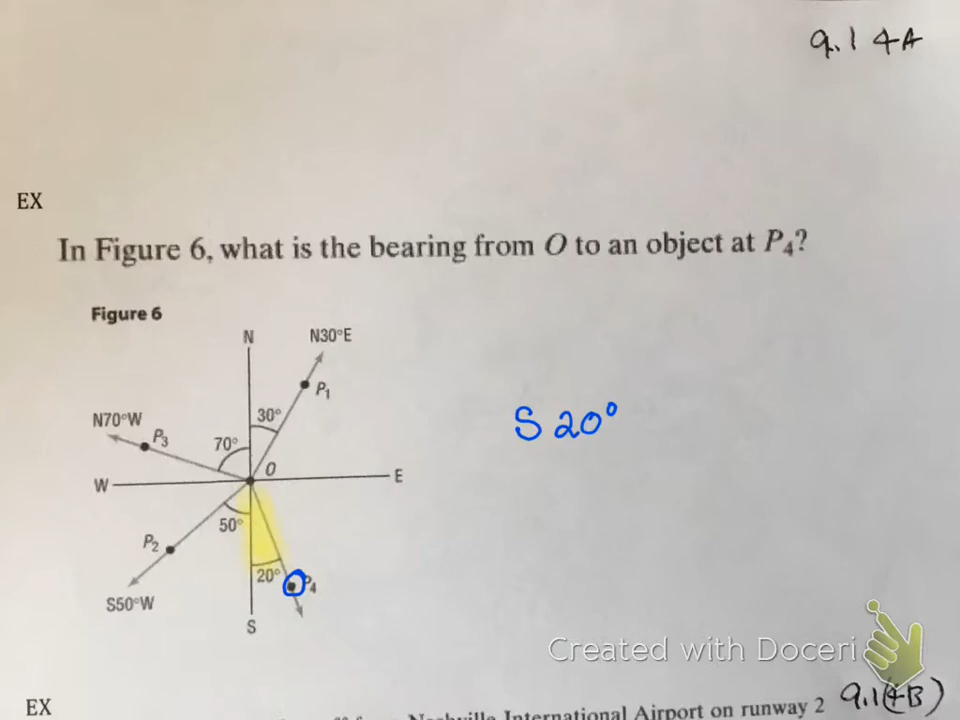 9.1 4A
EX
In Figure 6, what is the bearing from O to an object at P4?
Figure 6
N
N30°E
P1
30°
N70°W
P3
70°
O
W
E
S 20°
50°
P2
20°
P4
S50°W
S
Created with Doceri
EX
Nashville International Airport on runway 2
9.1(4B)